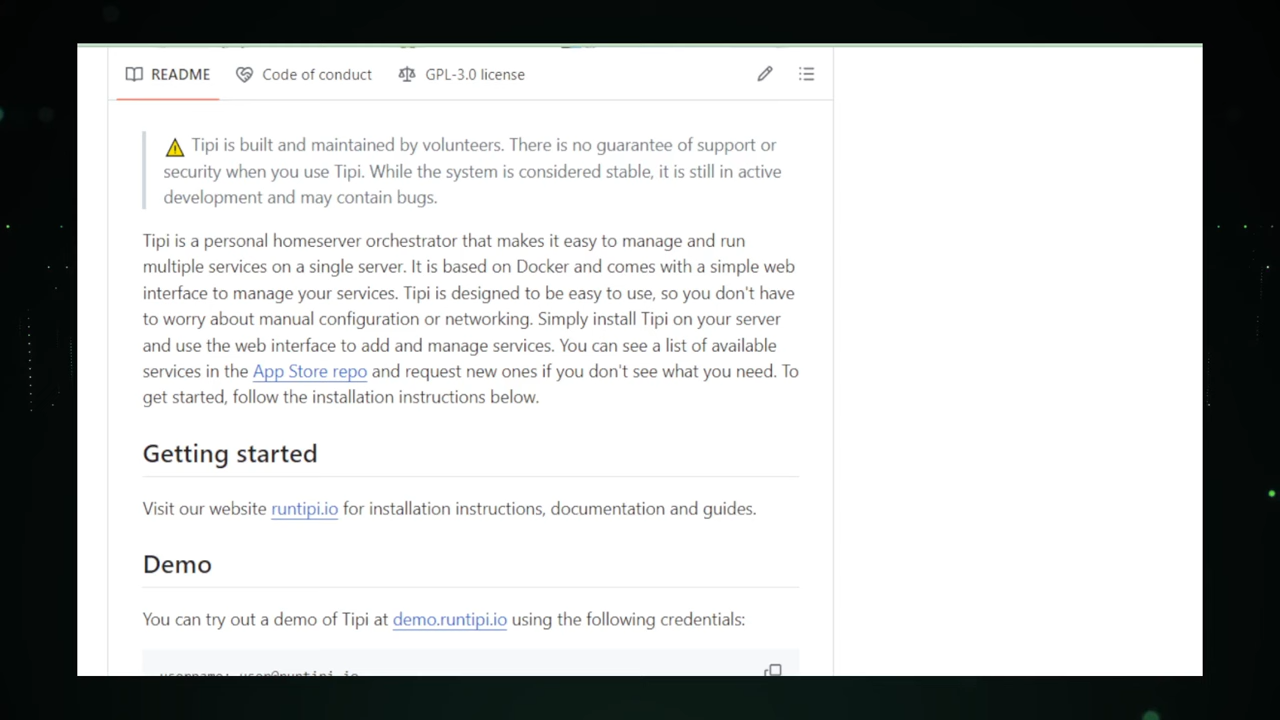 README
Code of conduct
GPL-3.0 license
⚠ Tipi is built and maintained by volunteers. There is no guarantee of support or
security when you use Tipi. While the system is considered stable, it is still in active
development and may contain bugs.
Tipi is a personal homeserver orchestrator that makes it easy to manage and run
multiple services on a single server. It is based on Docker and comes with a simple web
interface to manage your services. Tipi is designed to be easy to use, so you don't have
to worry about manual configuration or networking. Simply install Tipi on your server
and use the web interface to add and manage services. You can see a list of available
services in the App Store repo and request new ones if you don't see what you need. To
get started, follow the installation instructions below.
Getting started
Visit our website runtipi.io for installation instructions, documentation and guides.
Demo
You can try out a demo of Tipi at demo.runtipi.io using the following credentials:
username: user@runtipi.io